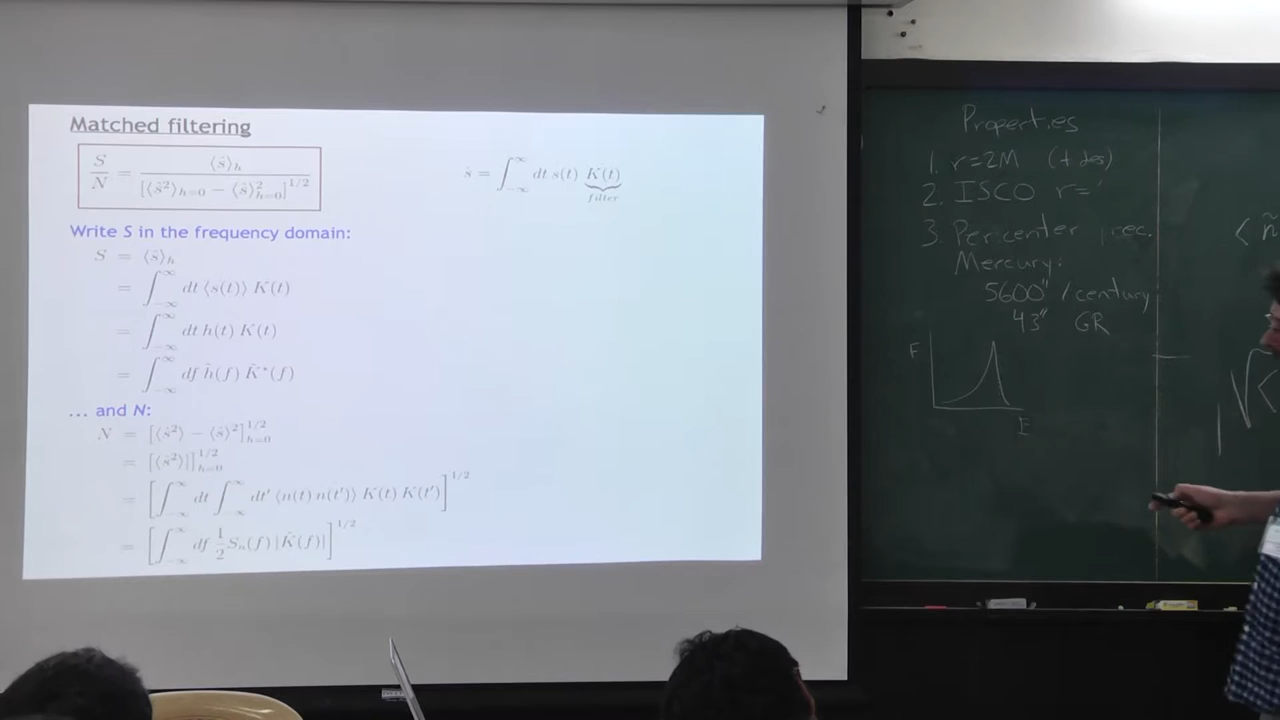 Matched filtering
S/N = ⟨ŝ⟩_h / [⟨ŝ²⟩_{h=0} − ⟨ŝ⟩²_{h=0}]^{1/2}
ŝ = ∫_{−∞}^{∞} dt s(t) K(t)
filter
Write S in the frequency domain:
S = ⟨ŝ⟩_h
= ∫_{−∞}^{∞} dt ⟨s(t)⟩ K(t)
= ∫_{−∞}^{∞} dt h(t) K(t)
= ∫_{−∞}^{∞} df h̃(f) K̃*(f)
... and N:
N = [⟨ŝ²⟩ − ⟨ŝ⟩²]^{1/2}_{h=0}
= [⟨ŝ²⟩]^{1/2}_{h=0}
= [∫_{−∞}^{∞} dt ∫_{−∞}^{∞} dt′ ⟨n(t) n(t′)⟩ K(t) K(t′)]^{1/2}
= [∫_{−∞}^{∞} df 1/2 S_n(f) |K̃(f)|]^{1/2}
Properties
1. r=2M
2. ISCO r=
3. Pericenter
Mercury:
5600" /century
43" GR
F
E
⟨ñ